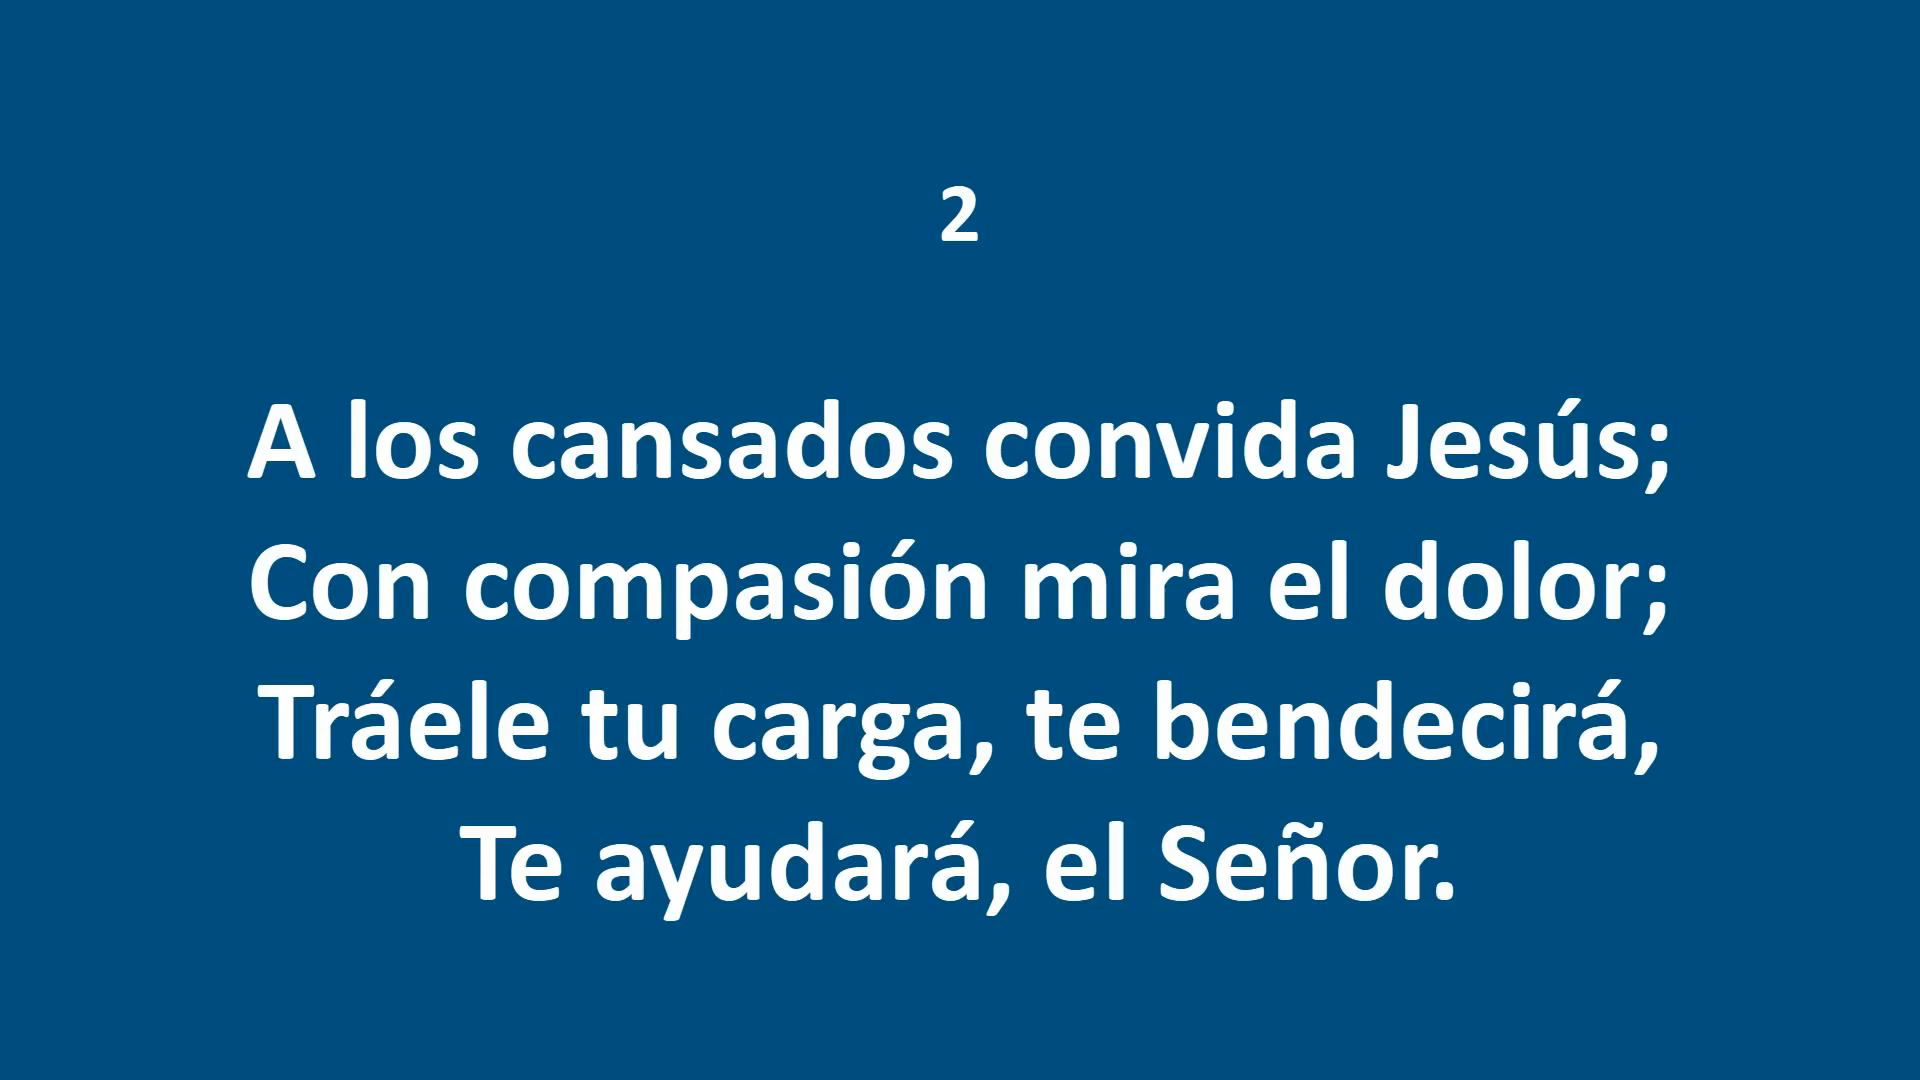 2
A los cansados convida Jesús;
Con compasión mira el dolor;
Tráele tu carga, te bendecirá,
Te ayudará, el Señor.